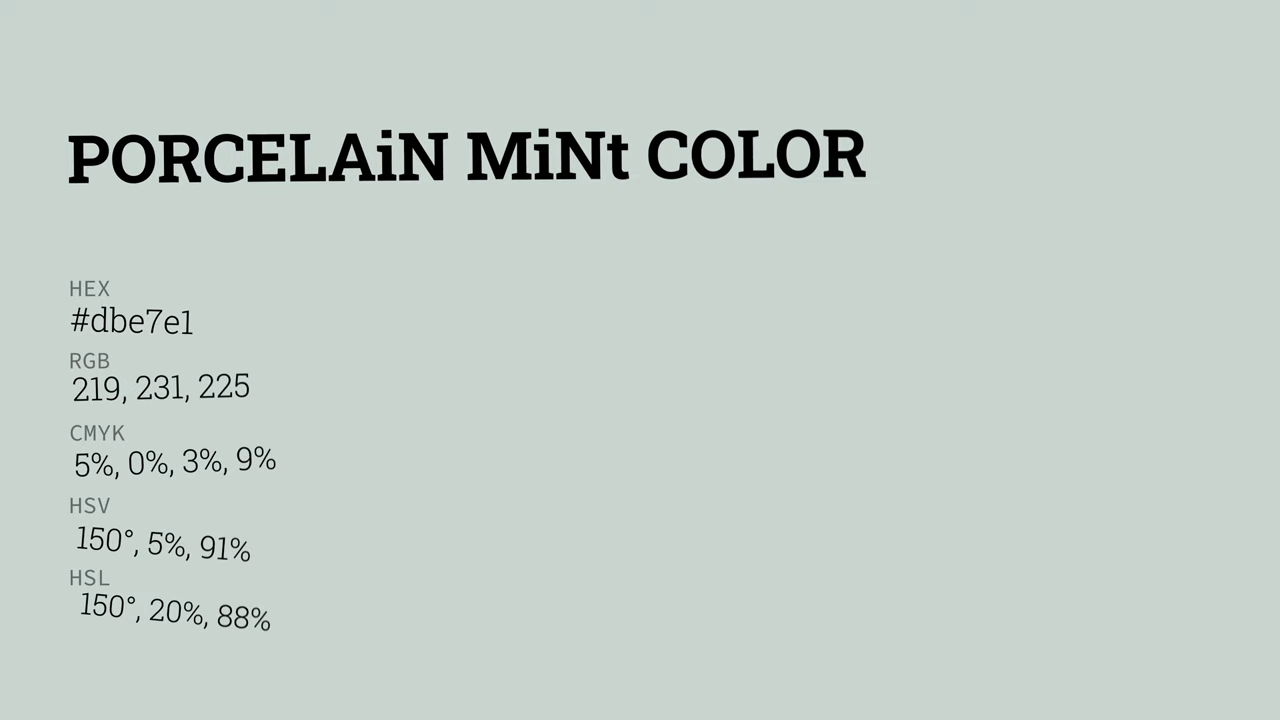 PORCELAiN MiNt COLOR
HEX
#dbe7e1
RGB
219, 231, 225
CMYK
5%, 0%, 3%, 9%
HSV
150°, 5%, 91%
HSL
150°, 20%, 88%